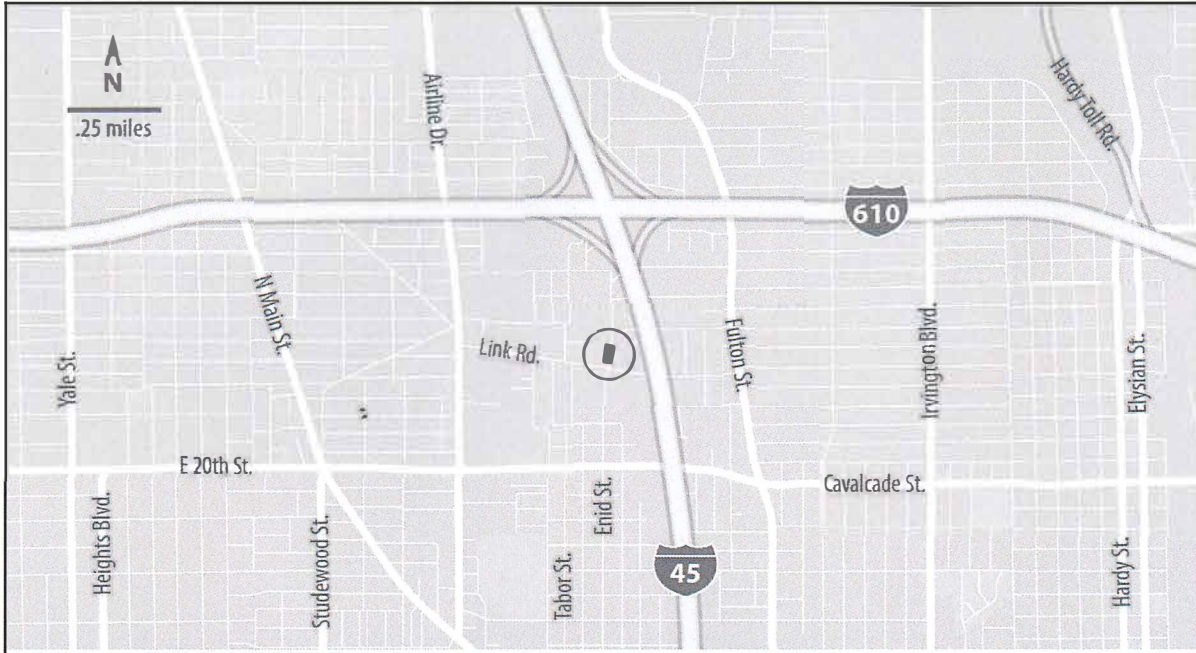 N
.25 miles
Airline Dr.
Hardy Toll Rd.
610
N Main St.
Link Rd.
Fulton St.
Irvington Blvd.
Yale St.
Elysian St.
E 20th St.
Cavalcade St.
Heights Blvd.
Studewood St.
Enid St.
Tabor St.
45
Hardy St.